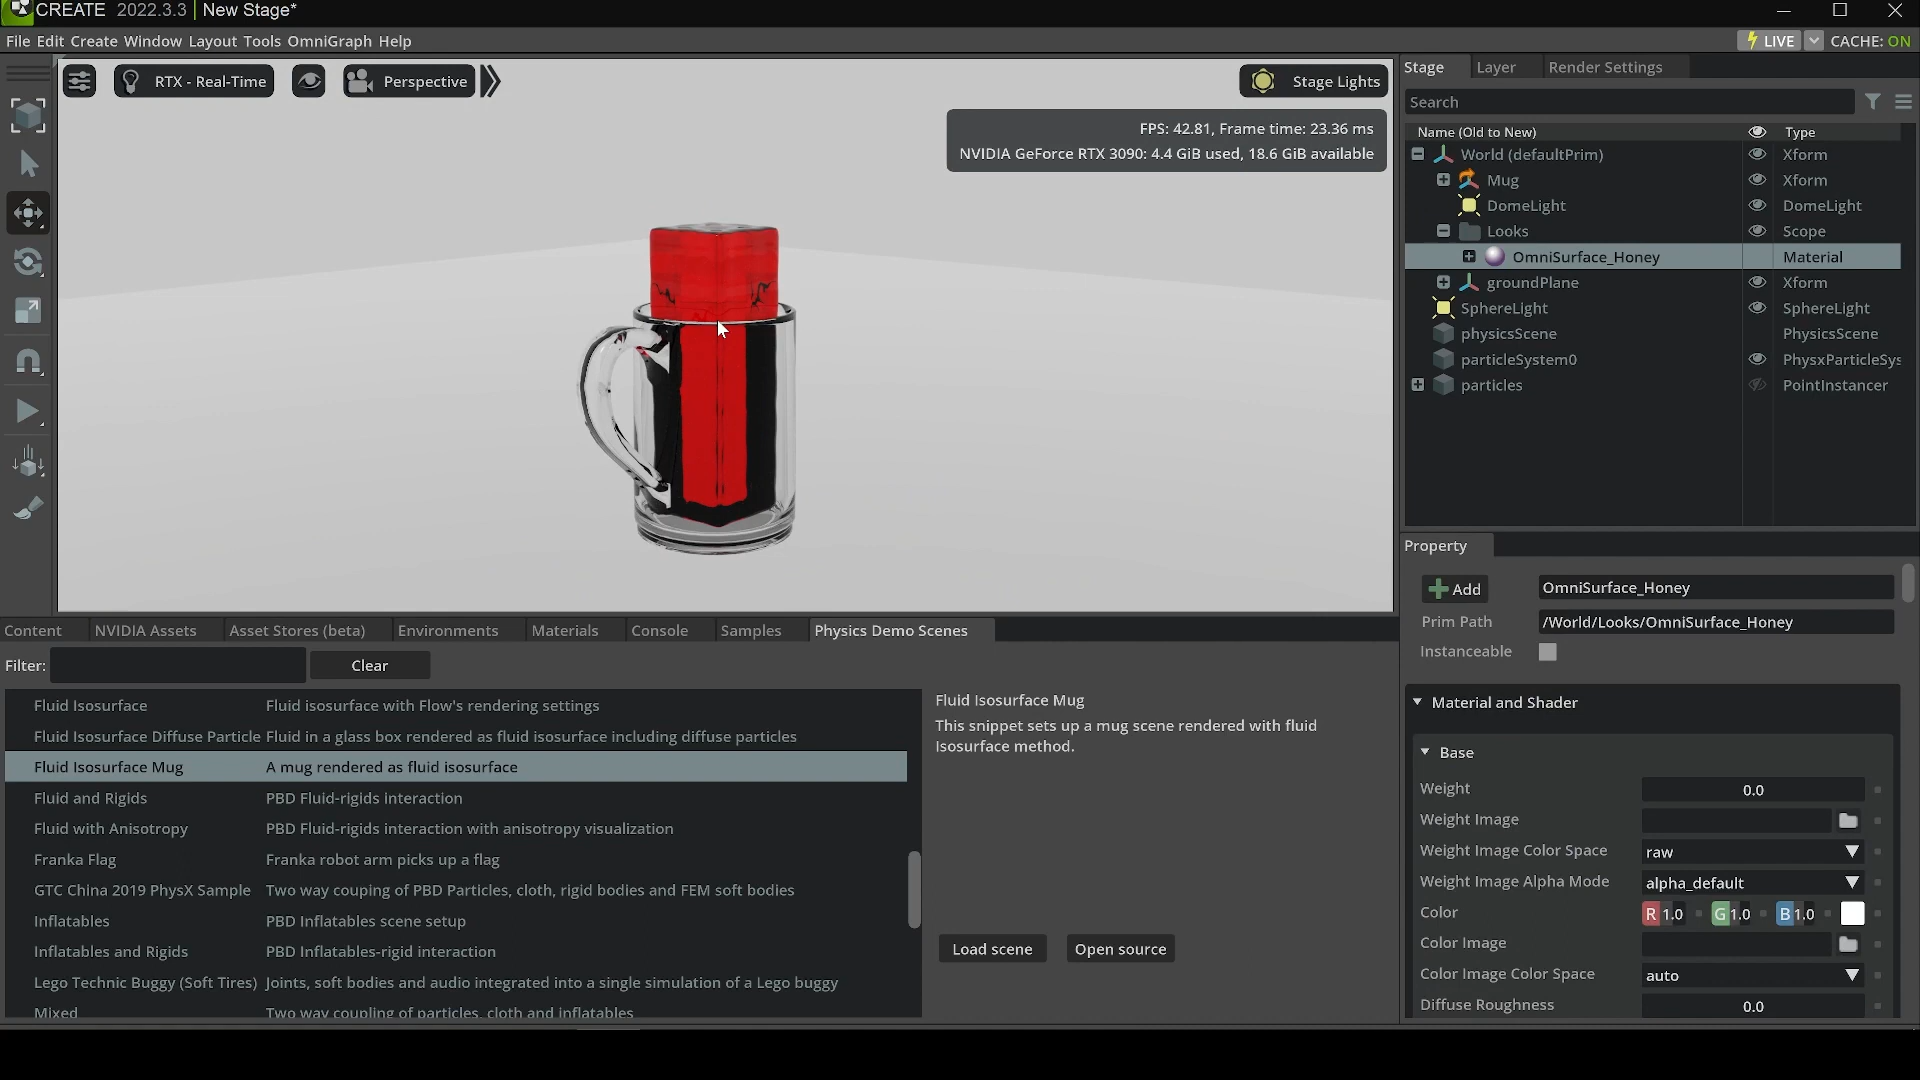 CREATE 2022.3.3 New Stage*
File Edit Create Window Layout Tools OmniGraph Help
LIVE CACHE: ON
RTX - Real-Time
Perspective
Stage Lights
FPS: 42.81, Frame time: 23.36 ms
NVIDIA GeForce RTX 3090: 4.4 GiB used, 18.6 GiB available
Stage Layer Render Settings
Search
Name (Old to New) Type
World (defaultPrim) Xform
Mug Xform
DomeLight DomeLight
Looks Scope
OmniSurface_Honey Material
groundPlane Xform
SphereLight SphereLight
physicsScene PhysicsScene
particleSystem0 PhysxParticleSys
particles PointInstancer
Property
Add OmniSurface_Honey
Prim Path /World/Looks/OmniSurface_Honey
Instanceable
Material and Shader
Base
Weight 0.0
Weight Image
Weight Image Color Space raw
Weight Image Alpha Mode alpha_default
Color R 1.0 G 1.0 B 1.0
Color Image
Color Image Color Space auto
Diffuse Roughness 0.0
Content NVIDIA Assets Asset Stores (beta) Environments Materials Console Samples Physics Demo Scenes
Filter: Clear
Fluid Isosurface Fluid isosurface with Flow's rendering settings
Fluid Isosurface Diffuse Particle Fluid in a glass box rendered as fluid isosurface including diffuse particles
Fluid Isosurface Mug A mug rendered as fluid isosurface
Fluid and Rigids PBD Fluid-rigids interaction
Fluid with Anisotropy PBD Fluid-rigids interaction with anisotropy visualization
Franka Flag Franka robot arm picks up a flag
GTC China 2019 PhysX Sample Two way couping of PBD Particles, cloth, rigid bodies and FEM soft bodies
Inflatables PBD Inflatables scene setup
Inflatables and Rigids PBD Inflatables-rigid interaction
Lego Technic Buggy (Soft Tires) Joints, soft bodies and audio integrated into a single simulation of a Lego buggy
Mixed Two way coupling of particles, cloth and inflatables
Fluid Isosurface Mug
This snippet sets up a mug scene rendered with fluid
Isosurface method.
Load scene Open source